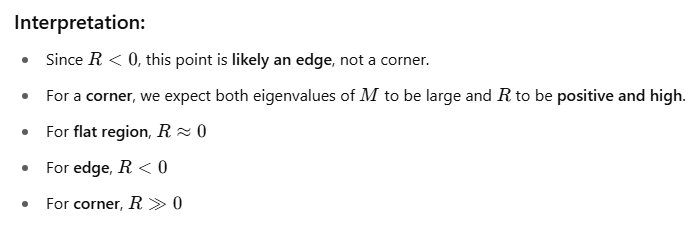 Interpretation:
• Since R < 0, this point is likely an edge, not a corner.
• For a corner, we expect both eigenvalues of M to be large and R to be positive and high.
• For flat region, R ≈ 0
• For edge, R < 0
• For corner, R ≫ 0